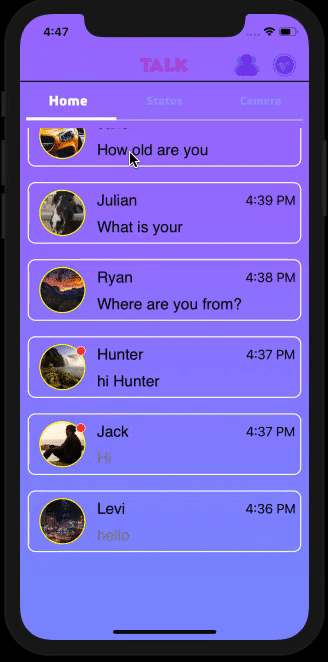 4:47
TALK
Home Status Camera
How old are you
Julian 4:39 PM
What is your
Ryan 4:38 PM
Where are you from?
Hunter 4:37 PM
hi Hunter
Jack 4:37 PM
Hi
Levi 4:36 PM
hello